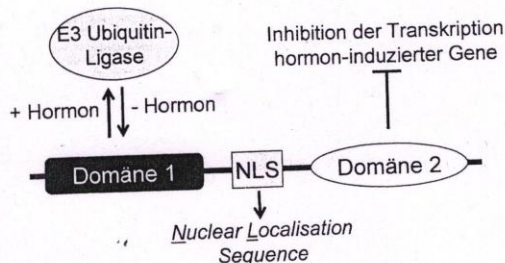 E3 Ubiquitin-
Ligase
Inhibition der Transkription
hormon-induzierter Gene
+ Hormon
- Hormon
Domäne 1
NLS
Domäne 2
Nuclear Localisation
Sequence